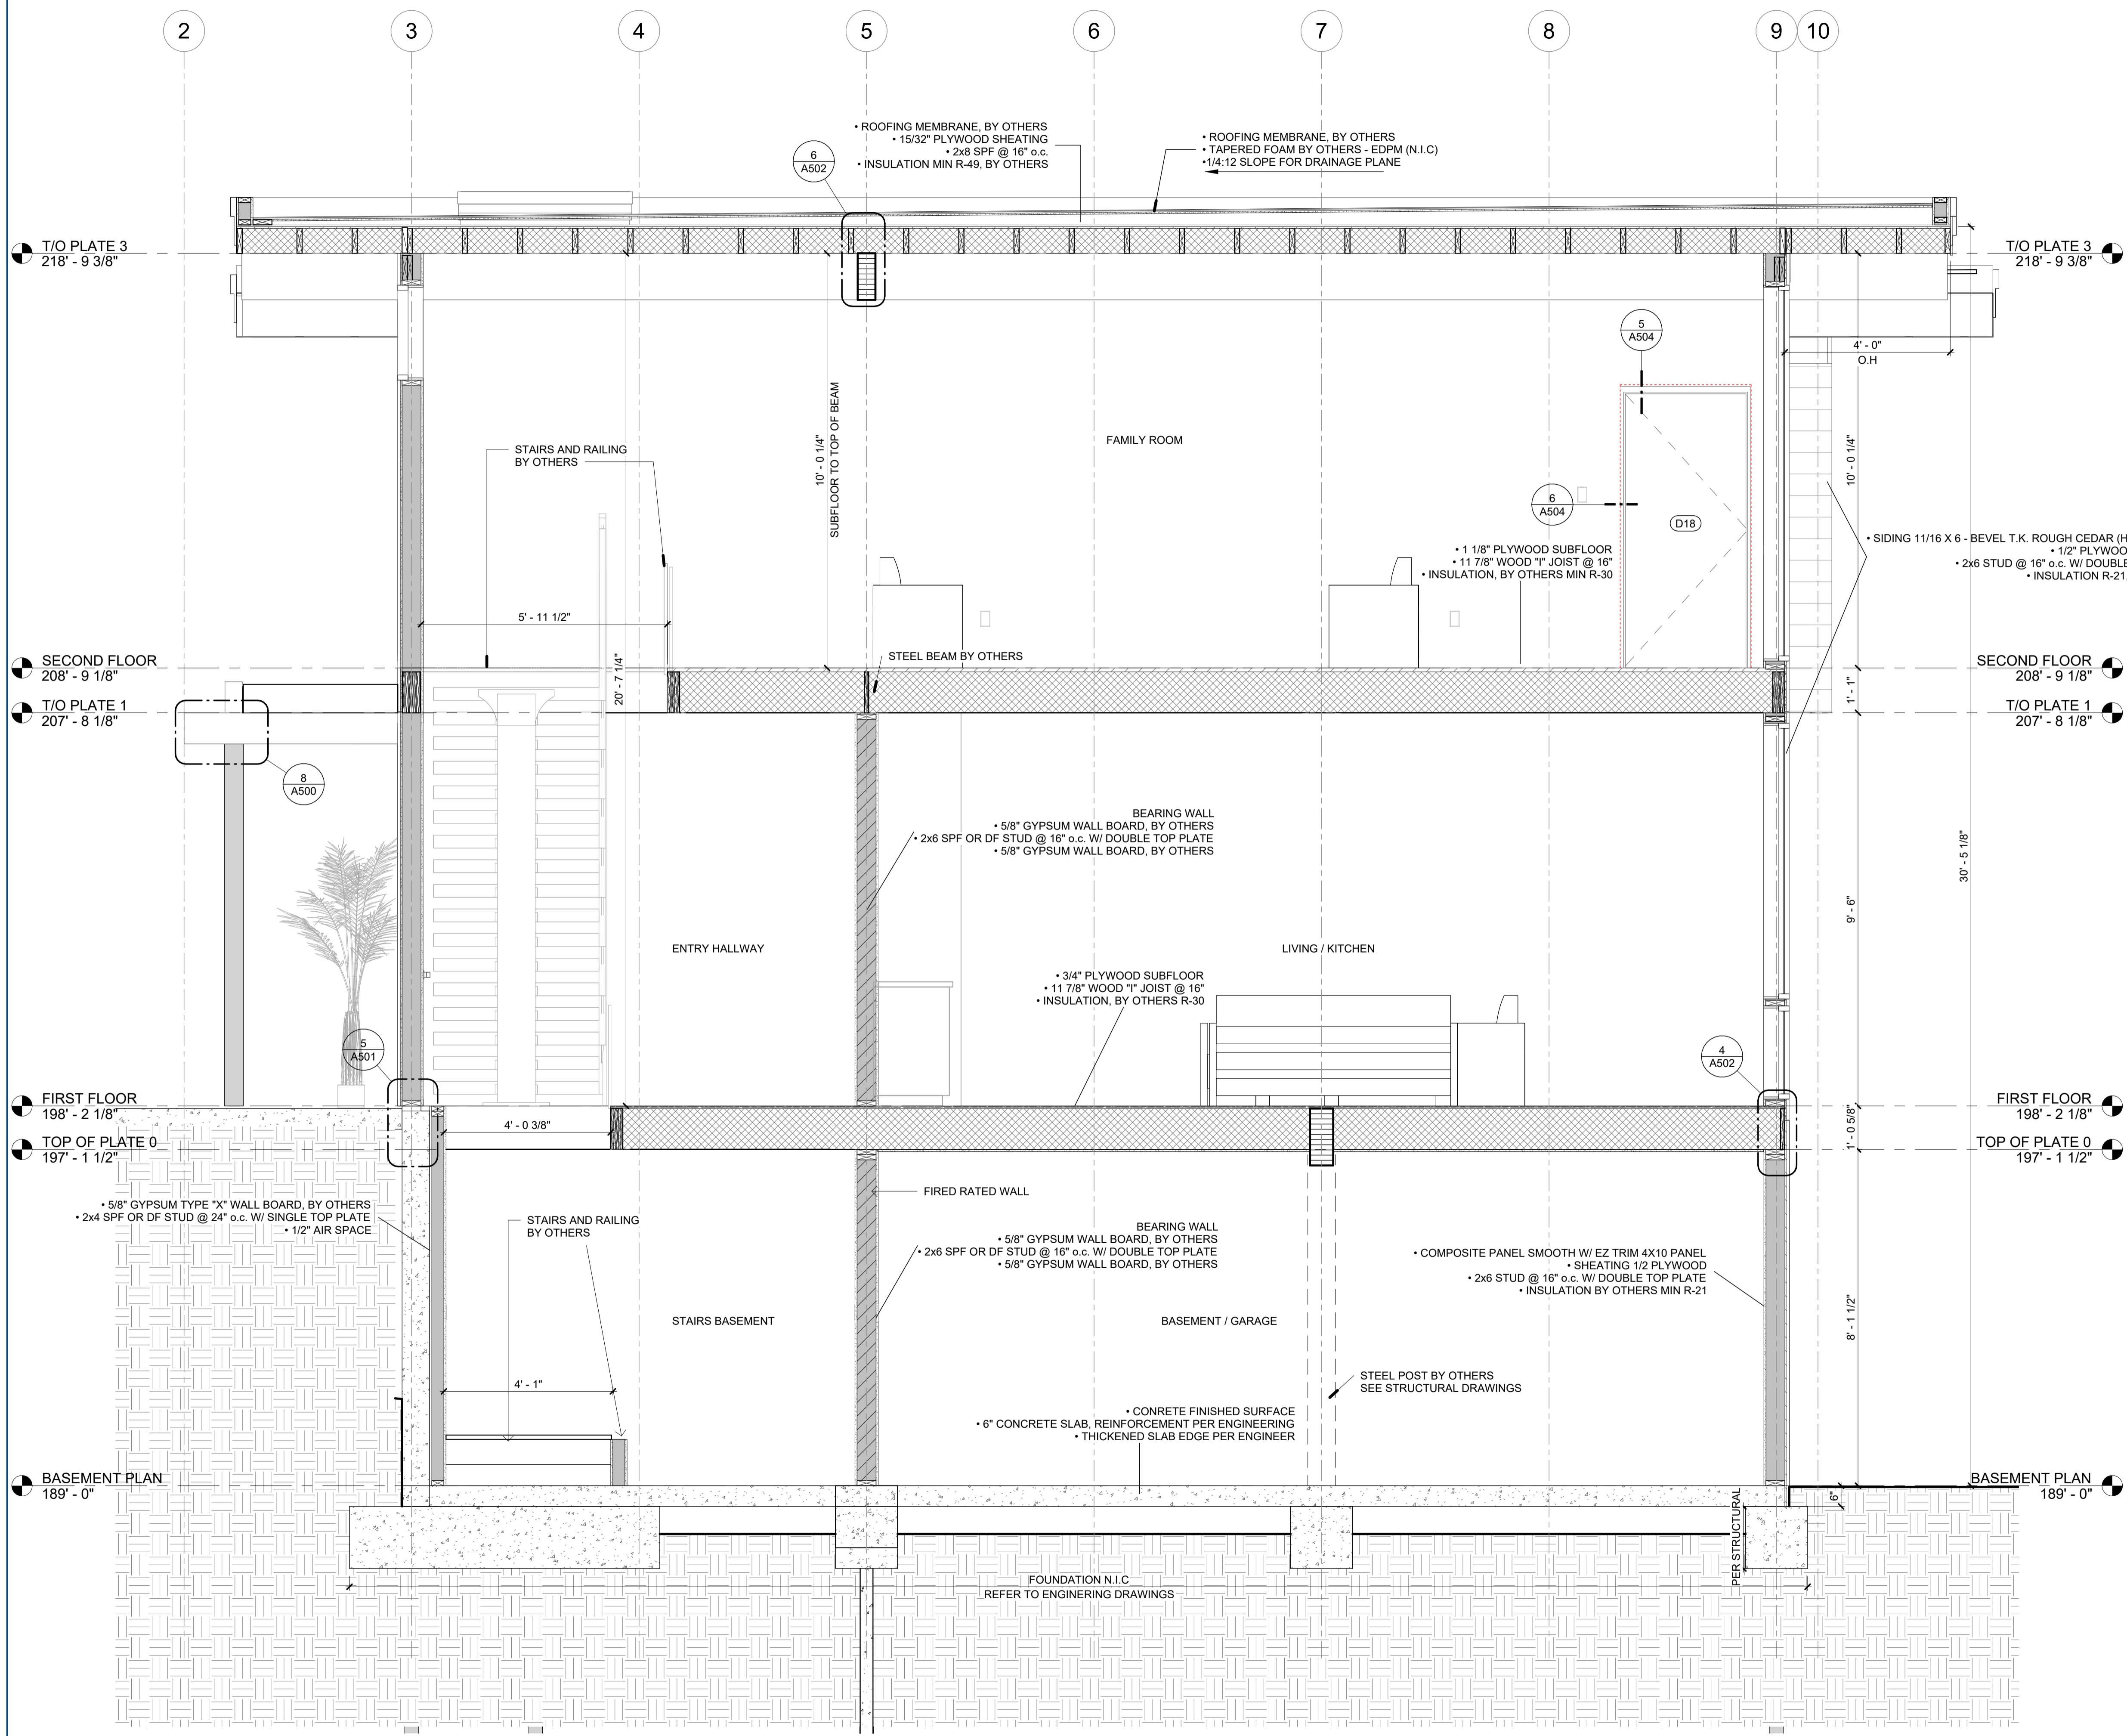 2
3
4
5
6
7
8
9
10
• ROOFING MEMBRANE, BY OTHERS
• 15/32" PLYWOOD SHEATING
• 2x8 SPF @ 16" o.c.
• INSULATION MIN R-49, BY OTHERS
• ROOFING MEMBRANE, BY OTHERS
• TAPERED FOAM BY OTHERS - EDPM (N.I.C)
•1/4:12 SLOPE FOR DRAINAGE PLANE
6
A502
T/O PLATE 3
218' - 9 3/8"
T/O PLATE 3
218' - 9 3/8"
5
A504
4' - 0"
O.H
10' - 0 1/4"
SUBFLOOR TO TOP OF BEAM
FAMILY ROOM
STAIRS AND RAILING
BY OTHERS
10' - 0 1/4"
6
A504
D18
• SIDING 11/16 X 6 - BEVEL T.K. ROUGH CEDAR (H
• 1/2" PLYWOO
• 2x6 STUD @ 16" o.c. W/ DOUBLE
• INSULATION R-21
• 1 1/8" PLYWOOD SUBFLOOR
• 11 7/8" WOOD "I" JOIST @ 16"
• INSULATION, BY OTHERS MIN R-30
5' - 11 1/2"
STEEL BEAM BY OTHERS
20' - 7 1/4"
SECOND FLOOR
208' - 9 1/8"
SECOND FLOOR
208' - 9 1/8"
1' - 1"
T/O PLATE 1
207' - 8 1/8"
T/O PLATE 1
207' - 8 1/8"
8
A500
BEARING WALL
• 5/8" GYPSUM WALL BOARD, BY OTHERS
• 2x6 SPF OR DF STUD @ 16" o.c. W/ DOUBLE TOP PLATE
• 5/8" GYPSUM WALL BOARD, BY OTHERS
30' - 5 1/8"
9' - 6"
ENTRY HALLWAY
LIVING / KITCHEN
• 3/4" PLYWOOD SUBFLOOR
• 11 7/8" WOOD "I" JOIST @ 16"
• INSULATION, BY OTHERS R-30
5
A501
4
A502
FIRST FLOOR
198' - 2 1/8"
FIRST FLOOR
198' - 2 1/8"
4' - 0 3/8"
1' - 0 5/8"
TOP OF PLATE 0
197' - 1 1/2"
TOP OF PLATE 0
197' - 1 1/2"
• 5/8" GYPSUM TYPE "X" WALL BOARD, BY OTHERS
• 2x4 SPF OR DF STUD @ 24" o.c. W/ SINGLE TOP PLATE
• 1/2" AIR SPACE
FIRED RATED WALL
STAIRS AND RAILING
BY OTHERS
BEARING WALL
• 5/8" GYPSUM WALL BOARD, BY OTHERS
• 2x6 SPF OR DF STUD @ 16" o.c. W/ DOUBLE TOP PLATE
• 5/8" GYPSUM WALL BOARD, BY OTHERS
• COMPOSITE PANEL SMOOTH W/ EZ TRIM 4X10 PANEL
• SHEATING 1/2 PLYWOOD
• 2x6 STUD @ 16" o.c. W/ DOUBLE TOP PLATE
• INSULATION BY OTHERS MIN R-21
STAIRS BASEMENT
BASEMENT / GARAGE
8' - 1 1/2"
4' - 1"
STEEL POST BY OTHERS
SEE STRUCTURAL DRAWINGS
• CONRETE FINISHED SURFACE
• 6" CONCRETE SLAB, REINFORCEMENT PER ENGINEERING
• THICKENED SLAB EDGE PER ENGINEER
BASEMENT PLAN
189' - 0"
BASEMENT PLAN
189' - 0"
6"
PER STRUCTURAL
FOUNDATION N.I.C
REFER TO ENGINERING DRAWINGS